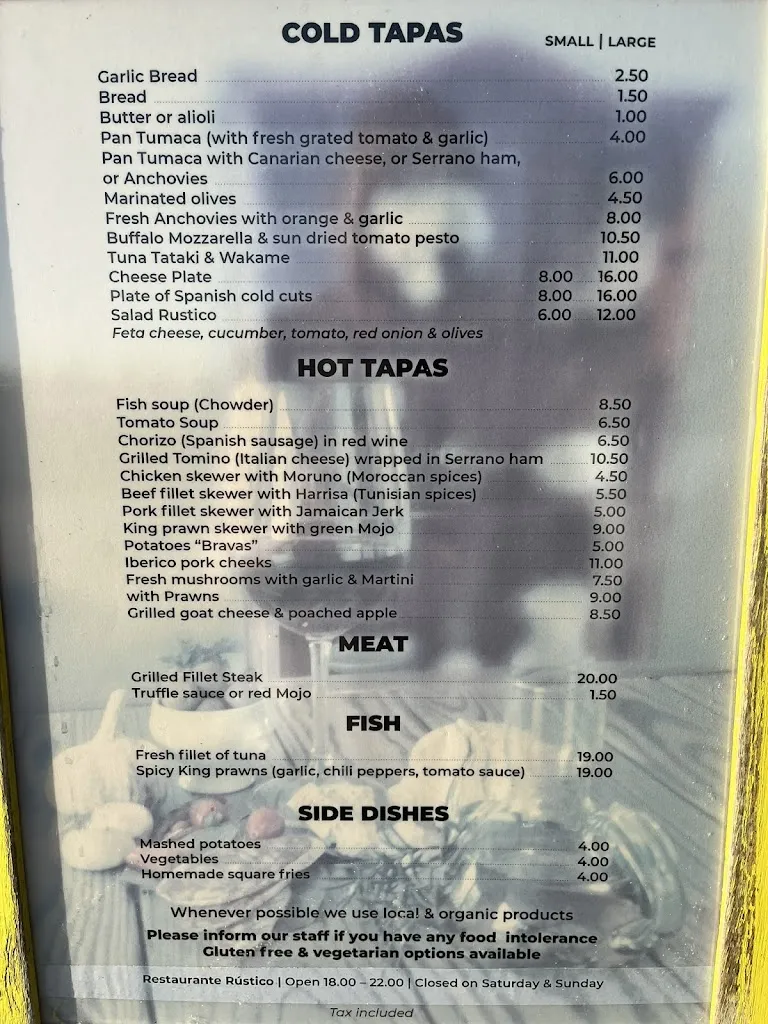 COLD TAPAS
SMALL | LARGE
Garlic Bread 2.50
Bread 1.50
Butter or alioli 1.00
Pan Tumaca (with fresh grated tomato & garlic) 4.00
Pan Tumaca with Canarian cheese, or Serrano ham,
or Anchovies 6.00
Marinated olives 4.50
Fresh Anchovies with orange & garlic 8.00
Buffalo Mozzarella & sun dried tomato pesto 10.50
Tuna Tataki & Wakame 11.00
Cheese Plate 8.00 16.00
Plate of Spanish cold cuts 8.00 16.00
Salad Rustico 6.00 12.00
Feta cheese, cucumber, tomato, red onion & olives
HOT TAPAS
Fish soup (Chowder) 8.50
Tomato Soup 6.50
Chorizo (Spanish sausage) in red wine 6.50
Grilled Tomino (Italian cheese) wrapped in Serrano ham 10.50
Chicken skewer with Moruno (Moroccan spices) 4.50
Beef fillet skewer with Harrisa (Tunisian spices) 5.50
Pork fillet skewer with Jamaican Jerk 5.00
King prawn skewer with green Mojo 9.00
Potatoes “Bravas” 5.00
Iberico pork cheeks 11.00
Fresh mushrooms with garlic & Martini 7.50
with Prawns 9.00
Grilled goat cheese & poached apple 8.50
MEAT
Grilled Fillet Steak 20.00
Truffle sauce or red Mojo 1.50
FISH
Fresh fillet of tuna 19.00
Spicy King prawns (garlic, chili peppers, tomato sauce) 19.00
SIDE DISHES
Mashed potatoes 4.00
Vegetables 4.00
Homemade square fries 4.00
Whenever possible we use local & organic products
Please inform our staff if you have any food intolerance
Gluten free & vegetarian options available
Restaurante Rústico | Open 18.00 – 22.00 | Closed on Saturday & Sunday
Tax included